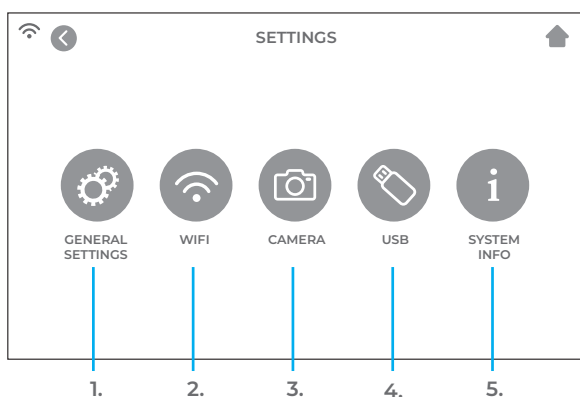 SETTINGS
GENERAL
SETTINGS
WIFI
CAMERA
USB
SYSTEM
INFO
1.
2.
3.
4.
5.